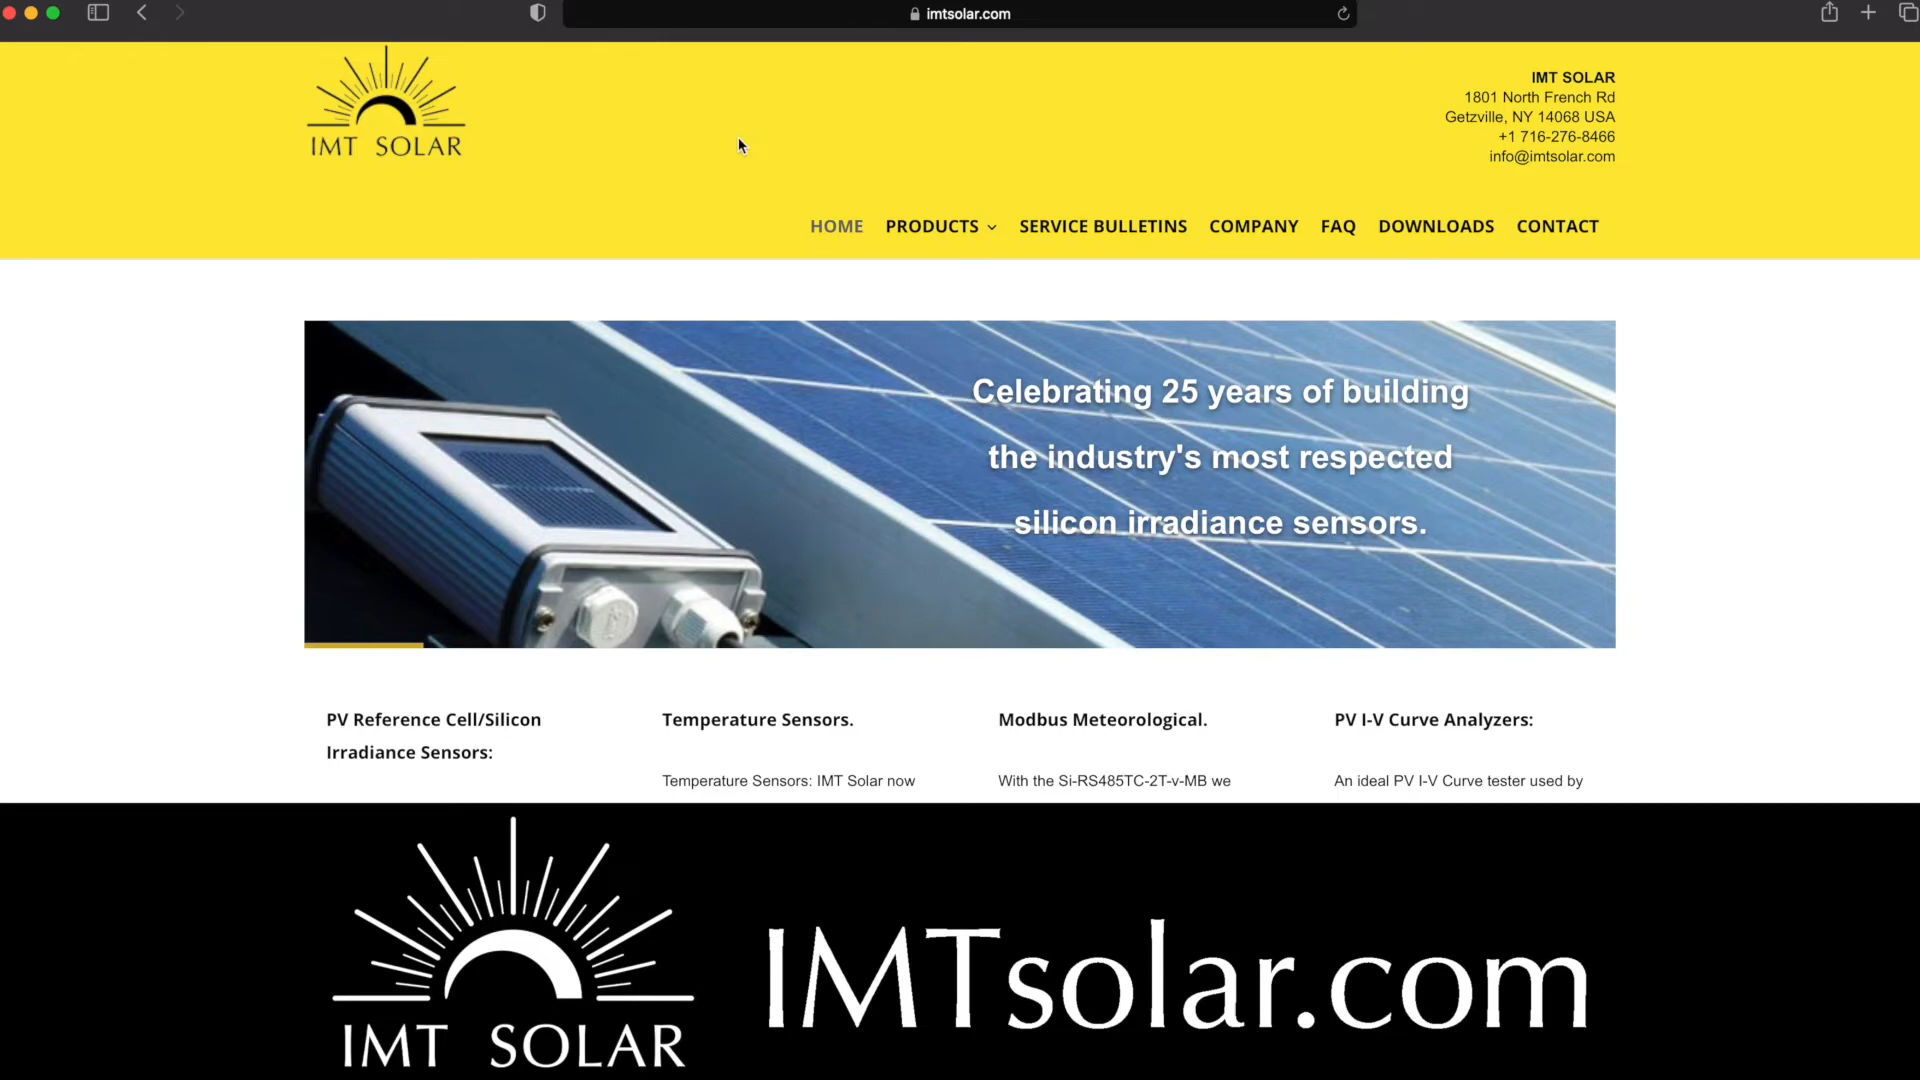 imtsolar.com
IMT SOLAR
IMT SOLAR
1801 North French Rd
Getzville, NY 14068 USA
+1 716-276-8466
info@imtsolar.com
HOME PRODUCTS SERVICE BULLETINS COMPANY FAQ DOWNLOADS CONTACT
Celebrating 25 years of building
the industry's most respected
silicon irradiance sensors.
PV Reference Cell/Silicon
Irradiance Sensors:
Temperature Sensors.
Temperature Sensors: IMT Solar now
Modbus Meteorological.
With the Si-RS485TC-2T-v-MB we
PV I-V Curve Analyzers:
An ideal PV I-V Curve tester used by
IMT SOLAR
IMTsolar.com